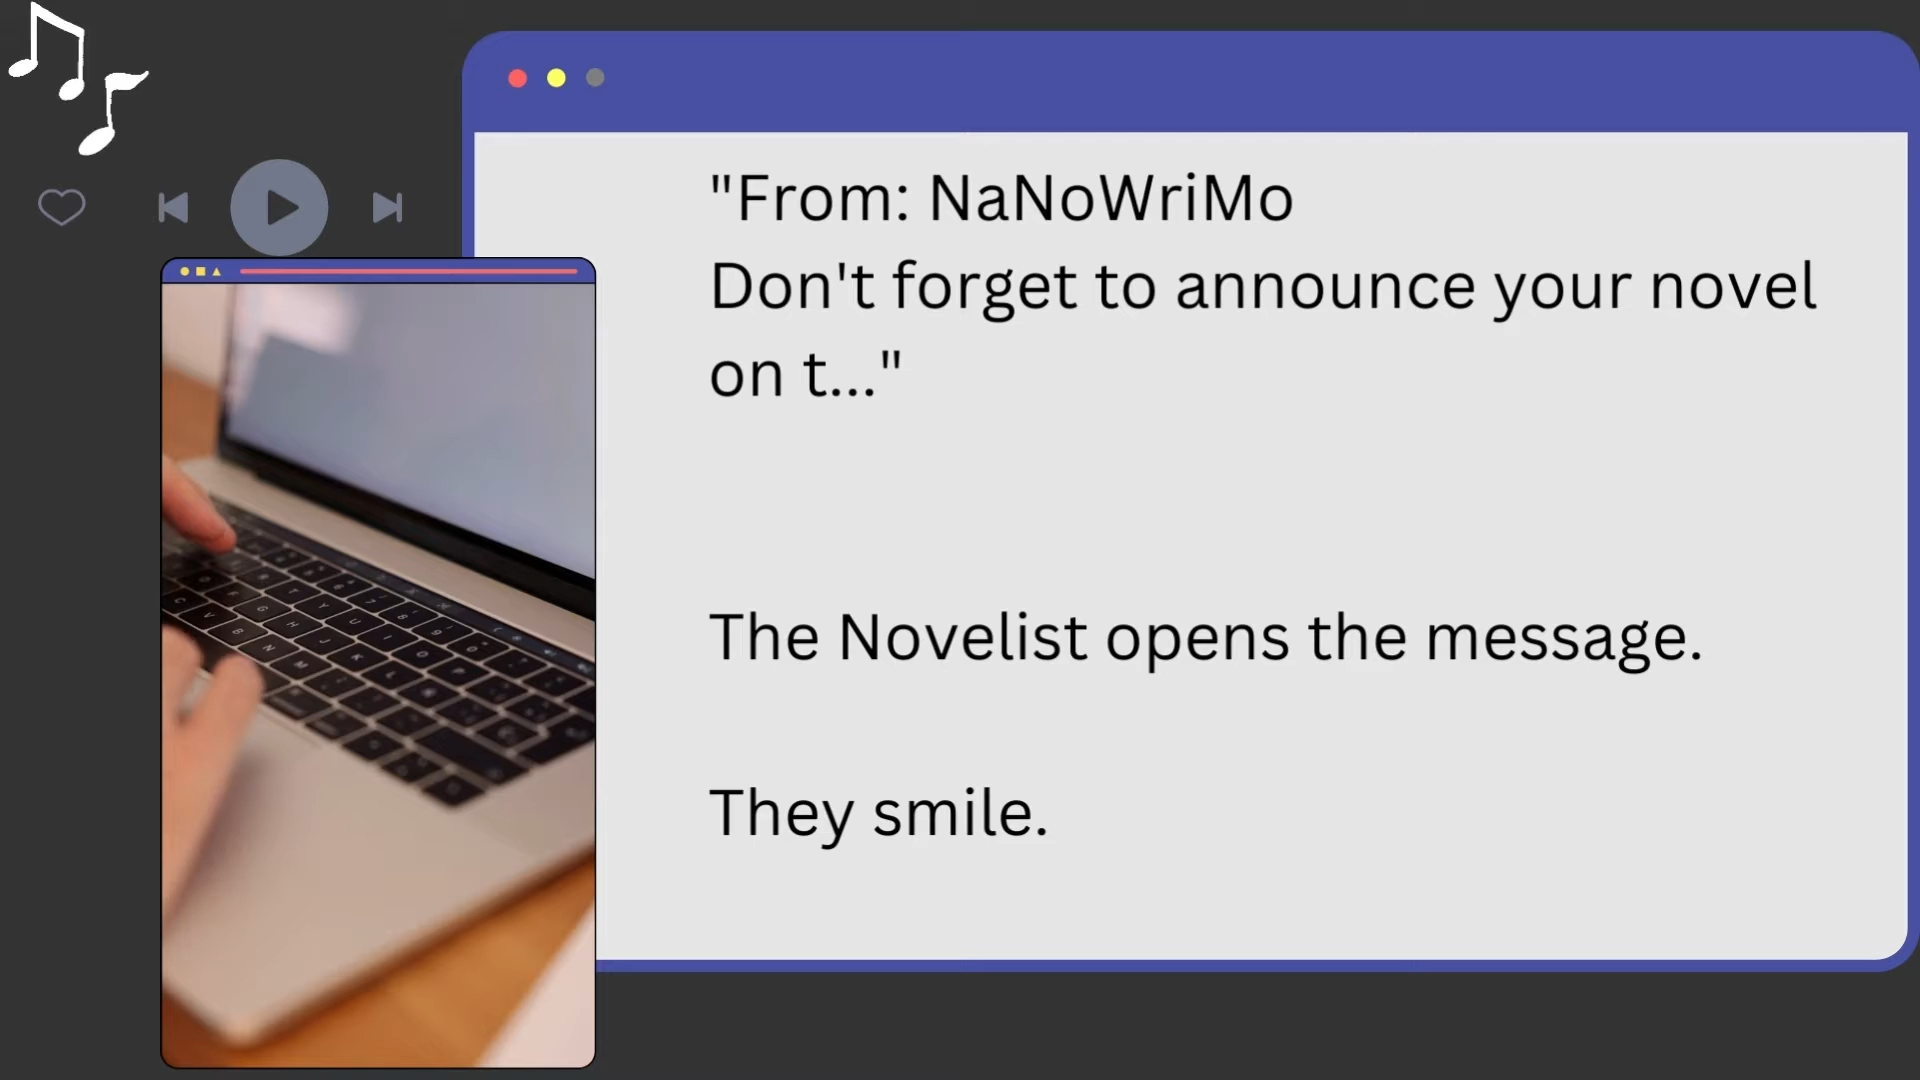 "From: NaNoWriMo
Don't forget to announce your novel
on t..."
The Novelist opens the message.
They smile.